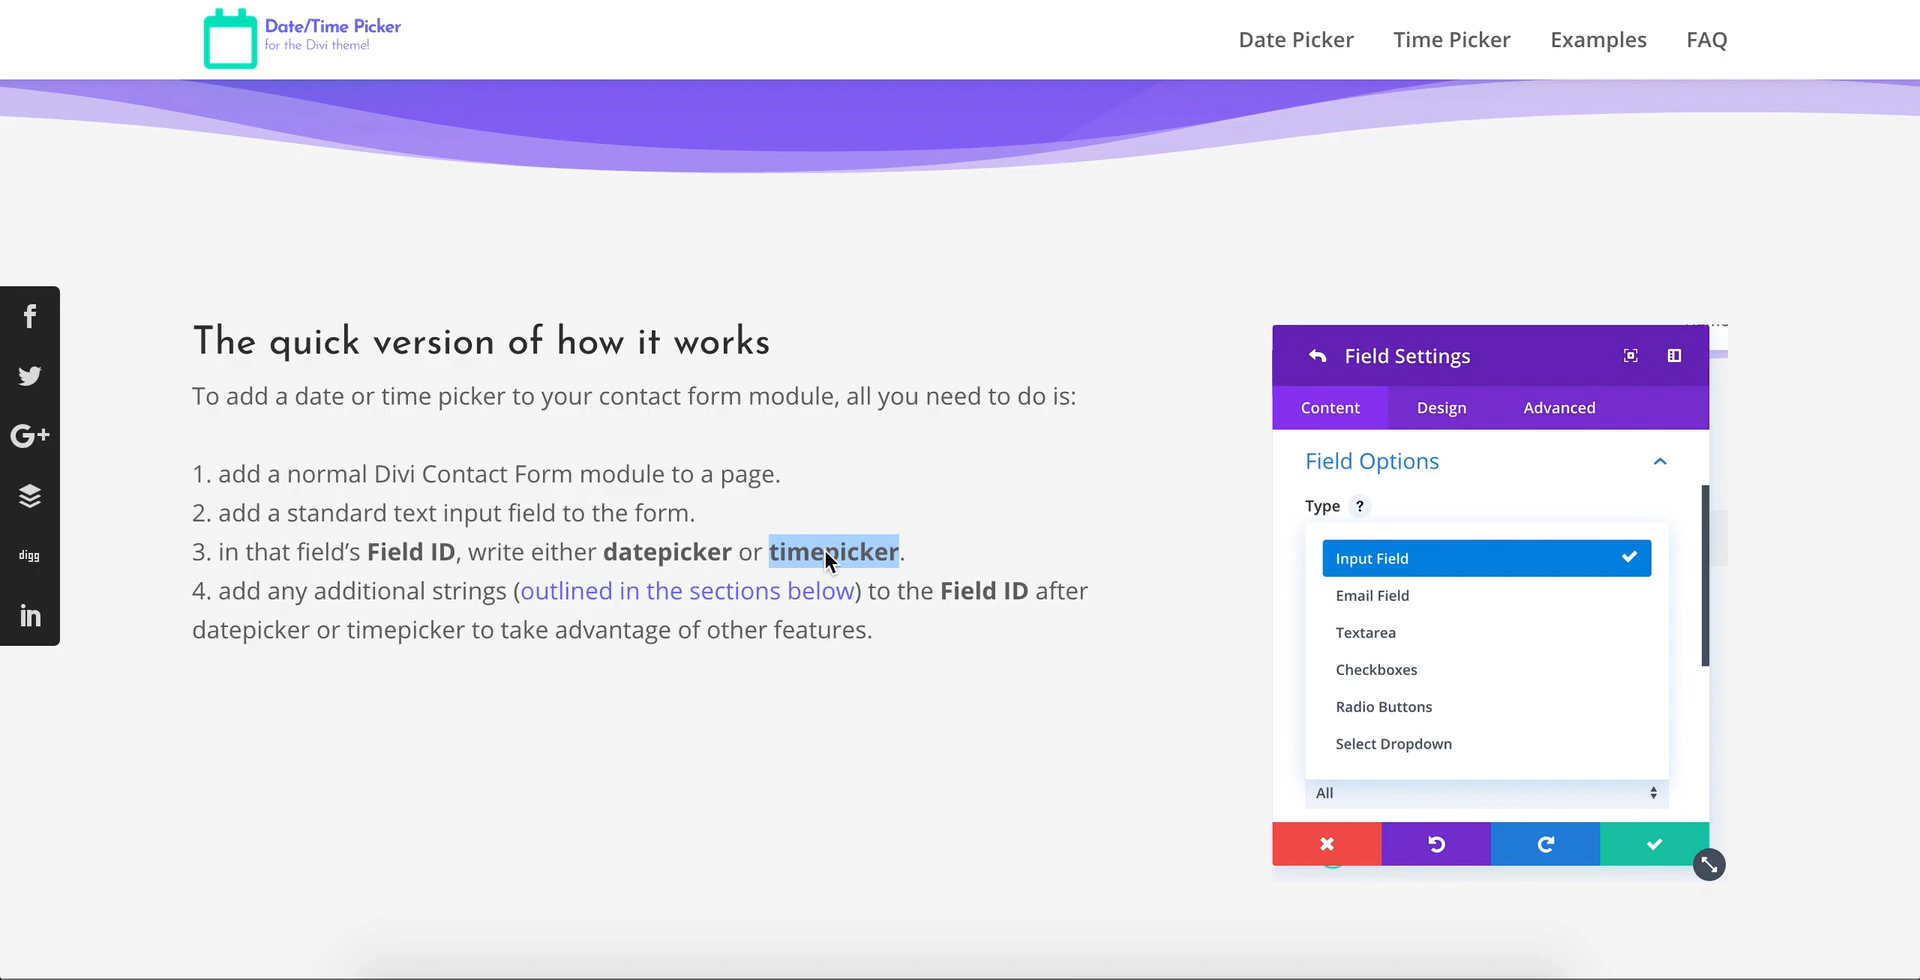 Date/Time Picker
for the Divi theme!
Date Picker
Time Picker
Examples
FAQ
G+
digg
in
The quick version of how it works
To add a date or time picker to your contact form module, all you need to do is:
1. add a normal Divi Contact Form module to a page.
2. add a standard text input field to the form.
3. in that field’s Field ID, write either datepicker or timepicker.
4. add any additional strings (outlined in the sections below) to the Field ID after
datepicker or timepicker to take advantage of other features.
Field Settings
Content
Design
Advanced
Field Options
Type ?
Input Field
Email Field
Textarea
Checkboxes
Radio Buttons
Select Dropdown
All